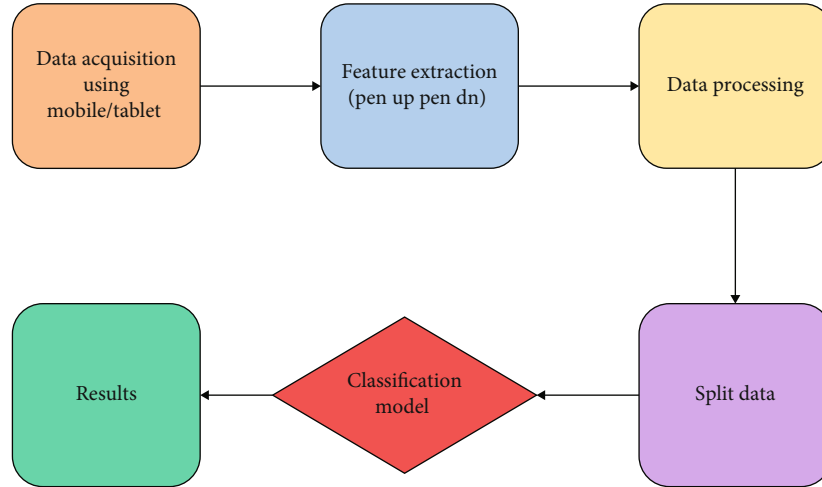 Data acquisition
using
mobile/tablet
Feature extraction
(pen up pen dn)
Data processing
Results
Classification
model
Split data